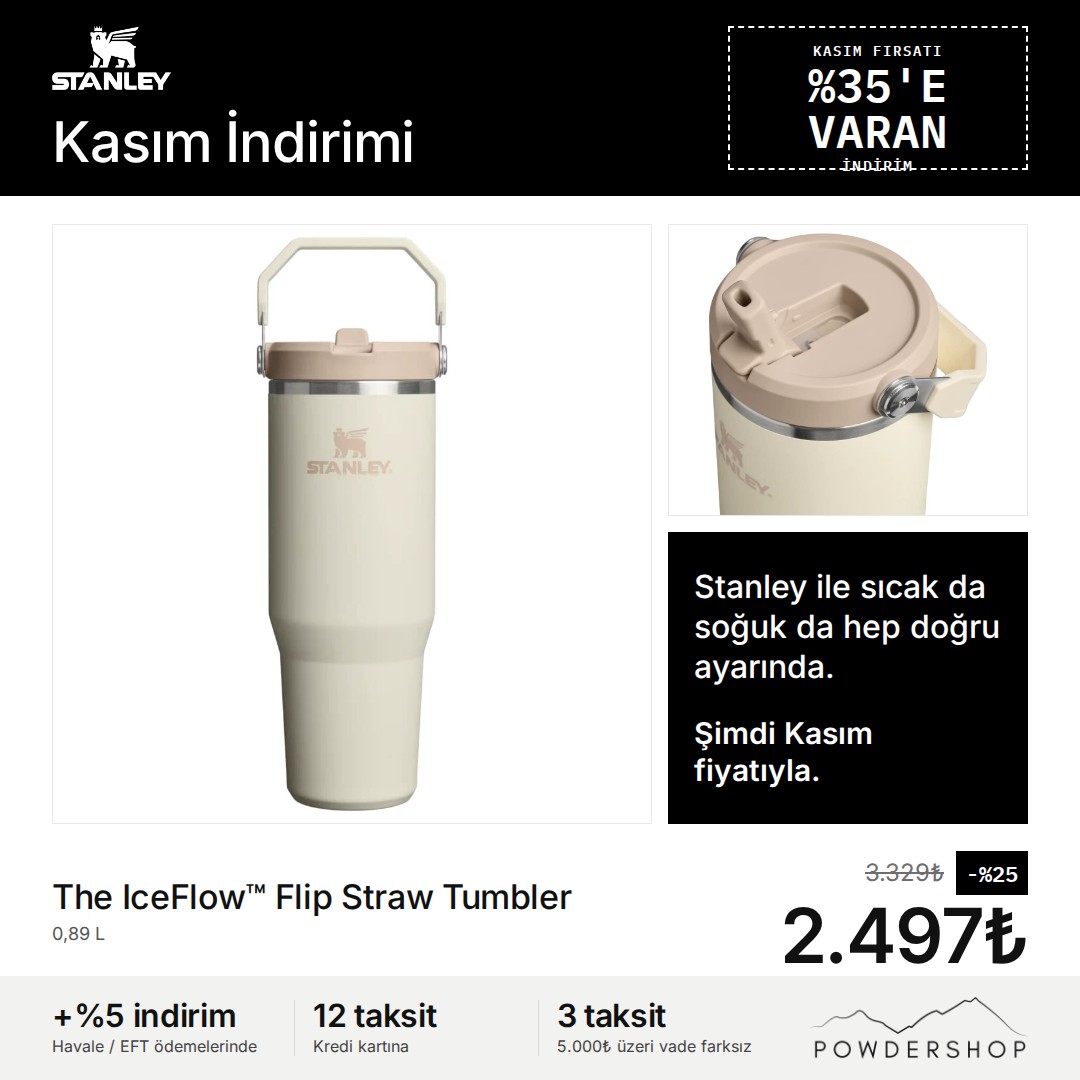 STANLEY
Kasım İndirimi
KASIM FIRSATI
%35'E
VARAN
İNDİRİM
STANLEY.
STANLEY.
Stanley ile sıcak da
soğuk da hep doğru
ayarında.
Şimdi Kasım
fiyatıyla.
The IceFlow™ Flip Straw Tumbler
0,89 L
3.329₺
-%25
2.497₺
+%5 indirim
Havale / EFT ödemelerinde
12 taksit
Kredi kartına
3 taksit
5.000₺ üzeri vade farksız
POWDERSHOP